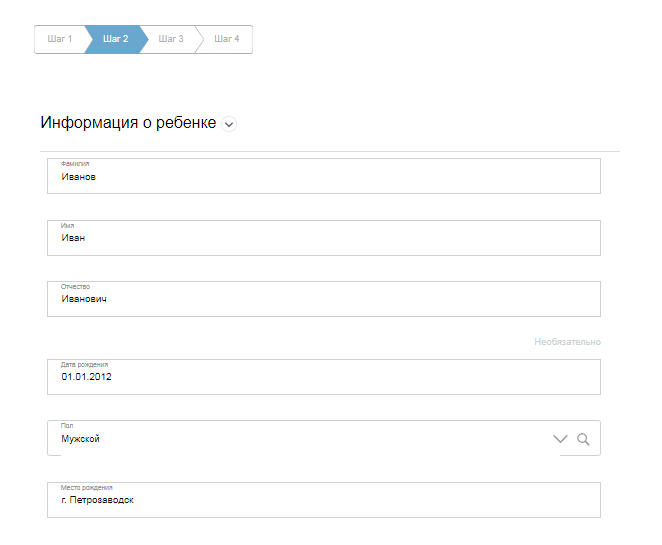 Шаг 1 Шаг 2 Шаг 3 Шаг 4
Информация о ребенке
Фамилия
Иванов
Имя
Иван
Отчество
Иванович
Необязательно
Дата рождения
01.01.2012
Пол
Мужской
Место рождения
г. Петрозаводск